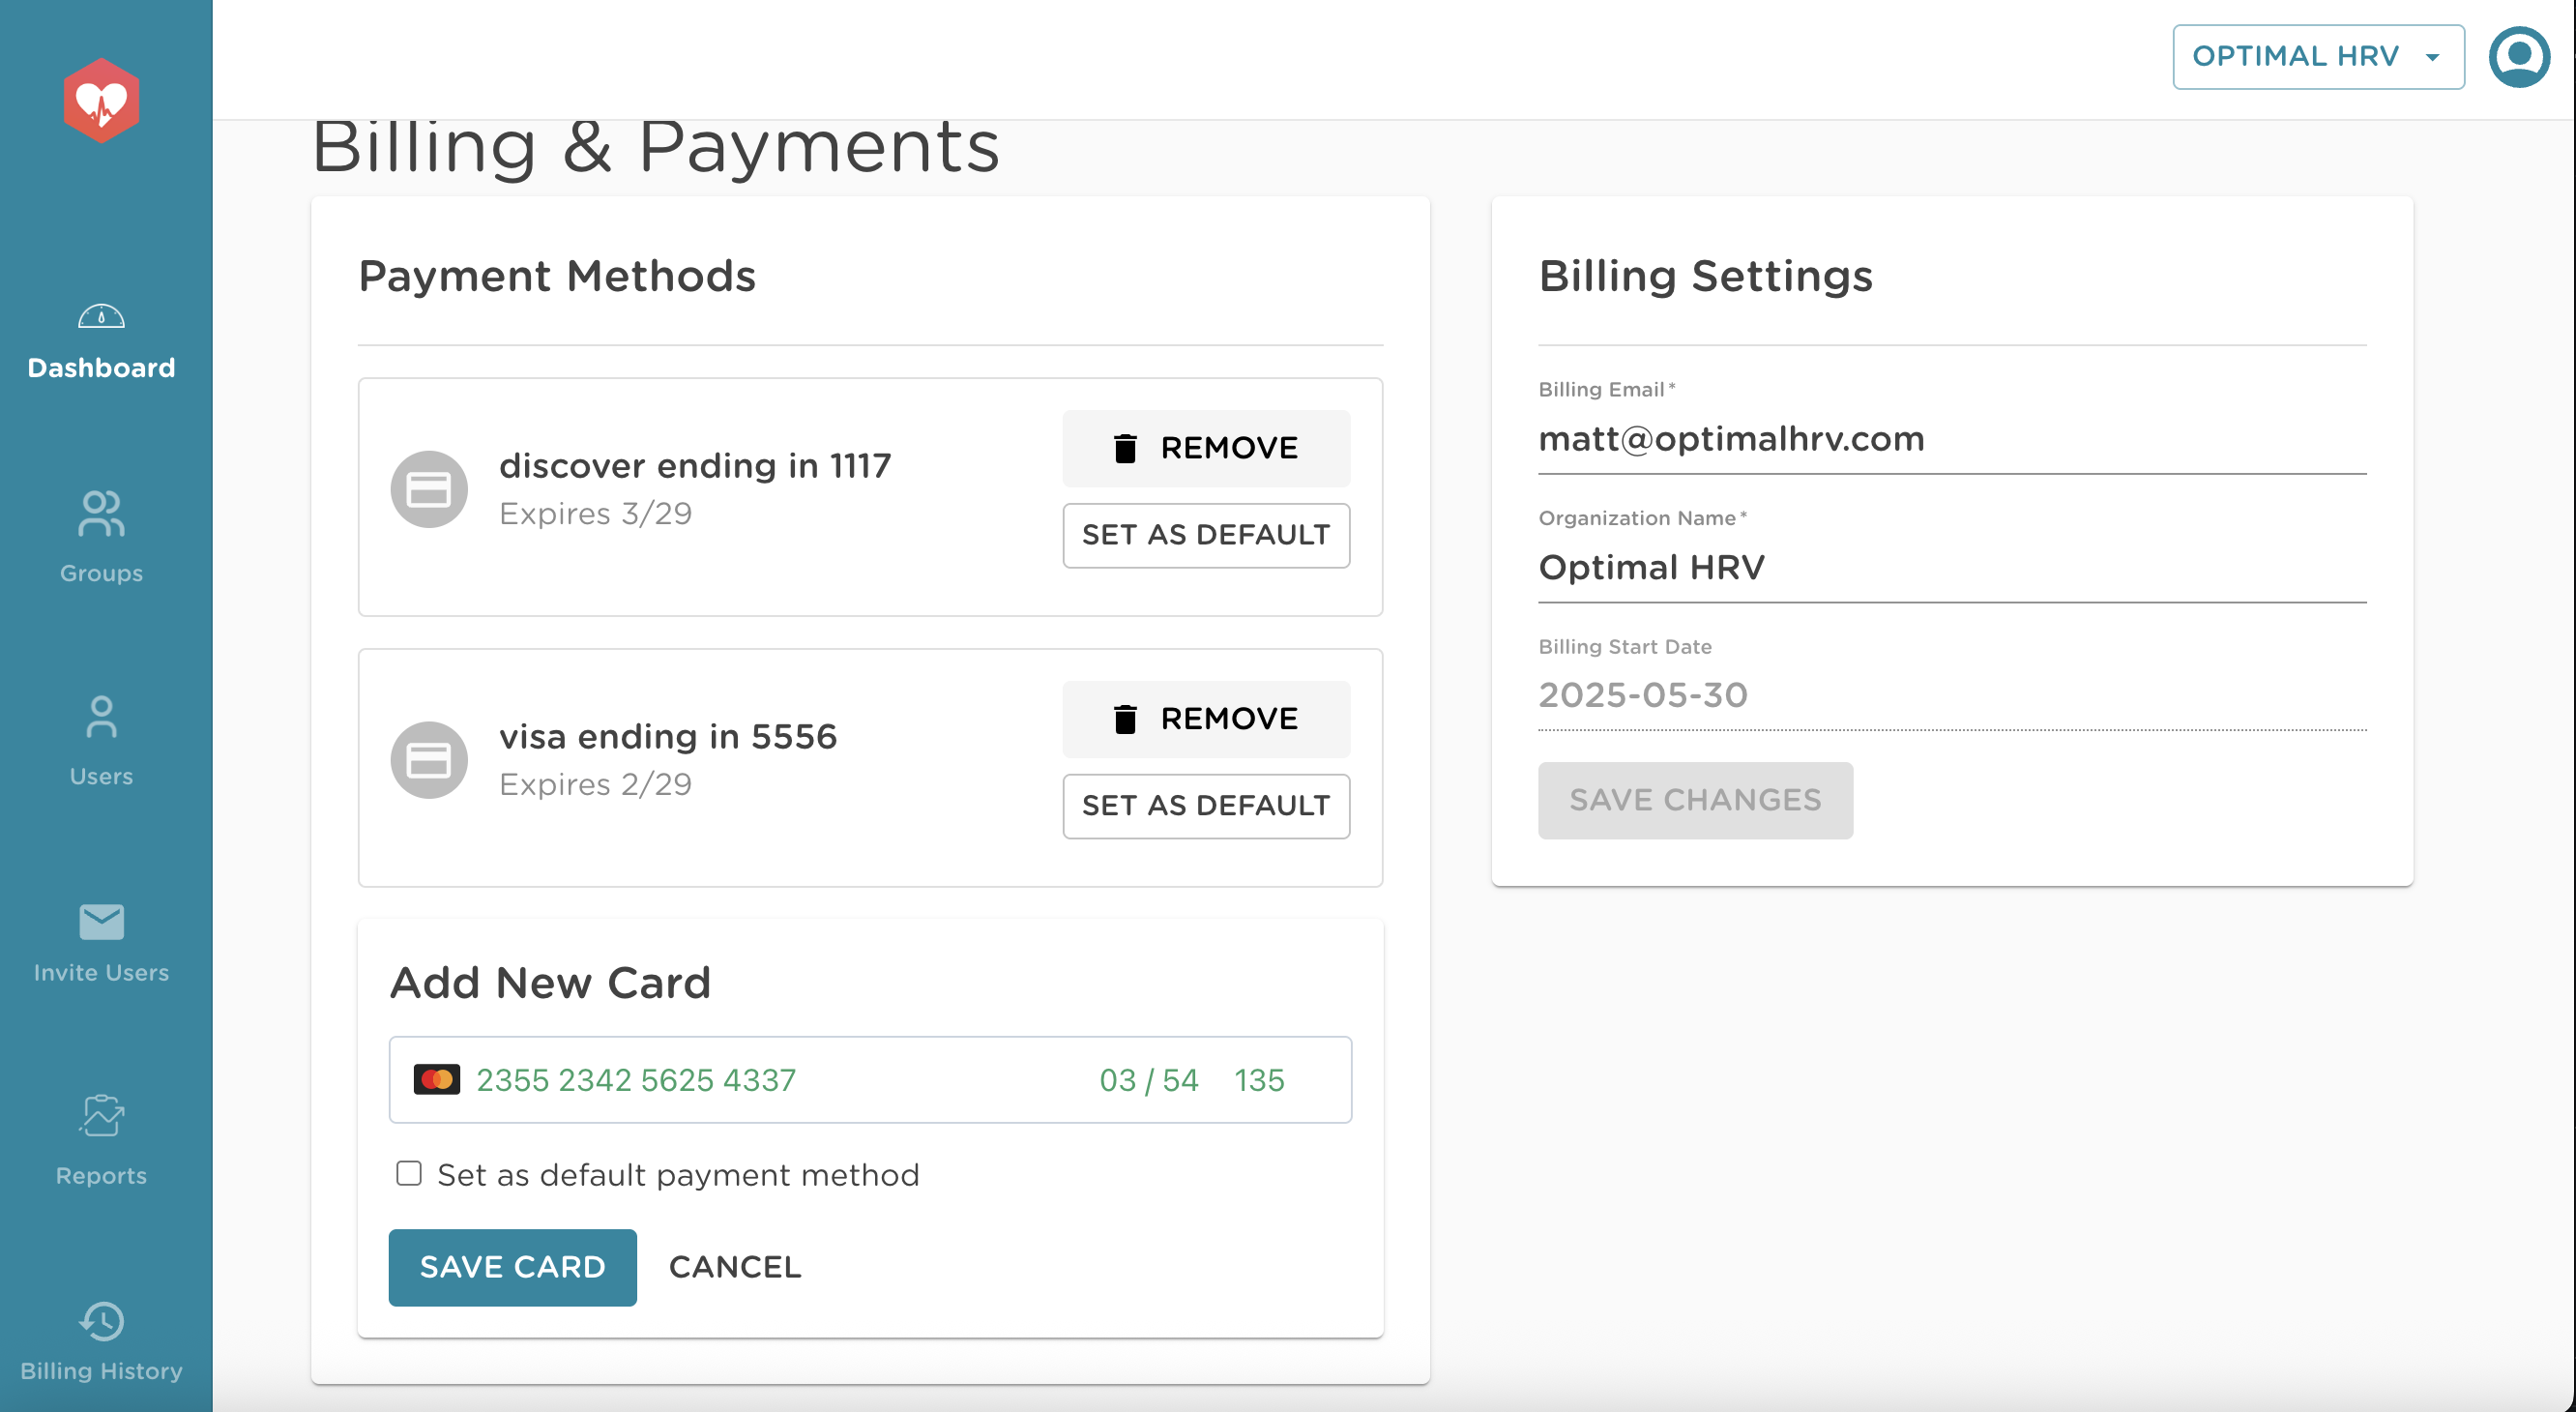 OPTIMAL HRV
Billing & Payments
Dashboard
Groups
Users
Invite Users
Reports
Billing History
Payment Methods
discover ending in 1117
Expires 3/29
REMOVE
SET AS DEFAULT
visa ending in 5556
Expires 2/29
REMOVE
SET AS DEFAULT
Add New Card
2355 2342 5625 4337 03 / 54 135
Set as default payment method
SAVE CARD CANCEL
Billing Settings
Billing Email*
matt@optimalhrv.com
Organization Name*
Optimal HRV
Billing Start Date
2025-05-30
SAVE CHANGES